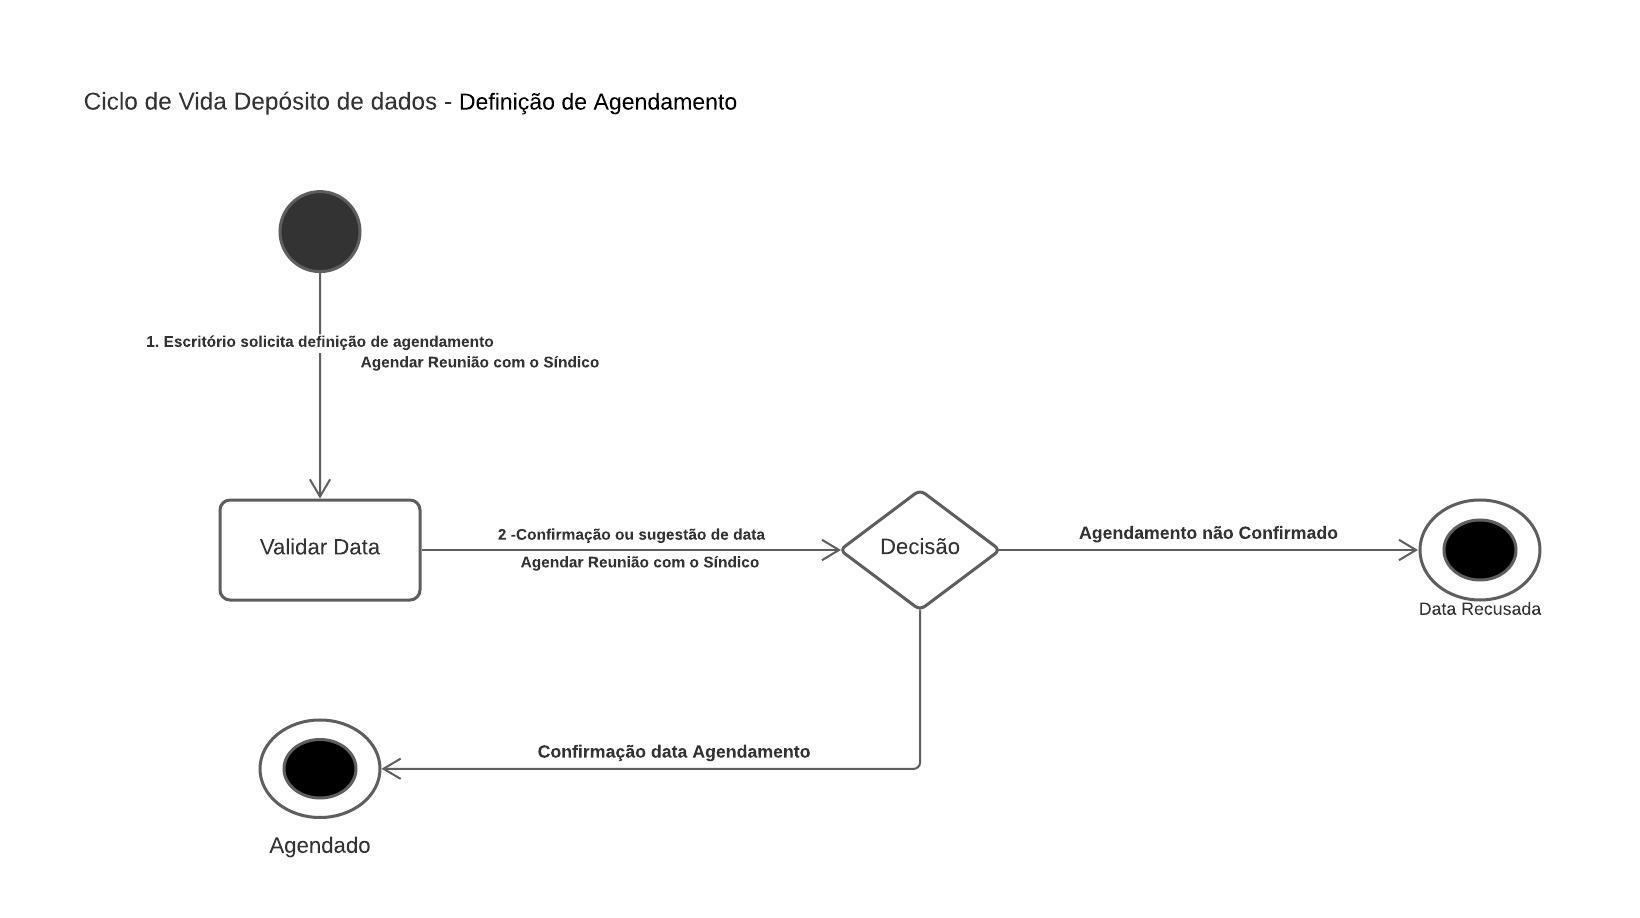 Ciclo de Vida Depósito de dados - Definição de Agendamento
1. Escritório solicita definição de agendamento
Agendar Reunião com o Síndico
Validar Data
2 -Confirmação ou sugestão de data
Agendar Reunião com o Síndico
Decisão
Agendamento não Confirmado
Data Recusada
Confirmação data Agendamento
Agendado